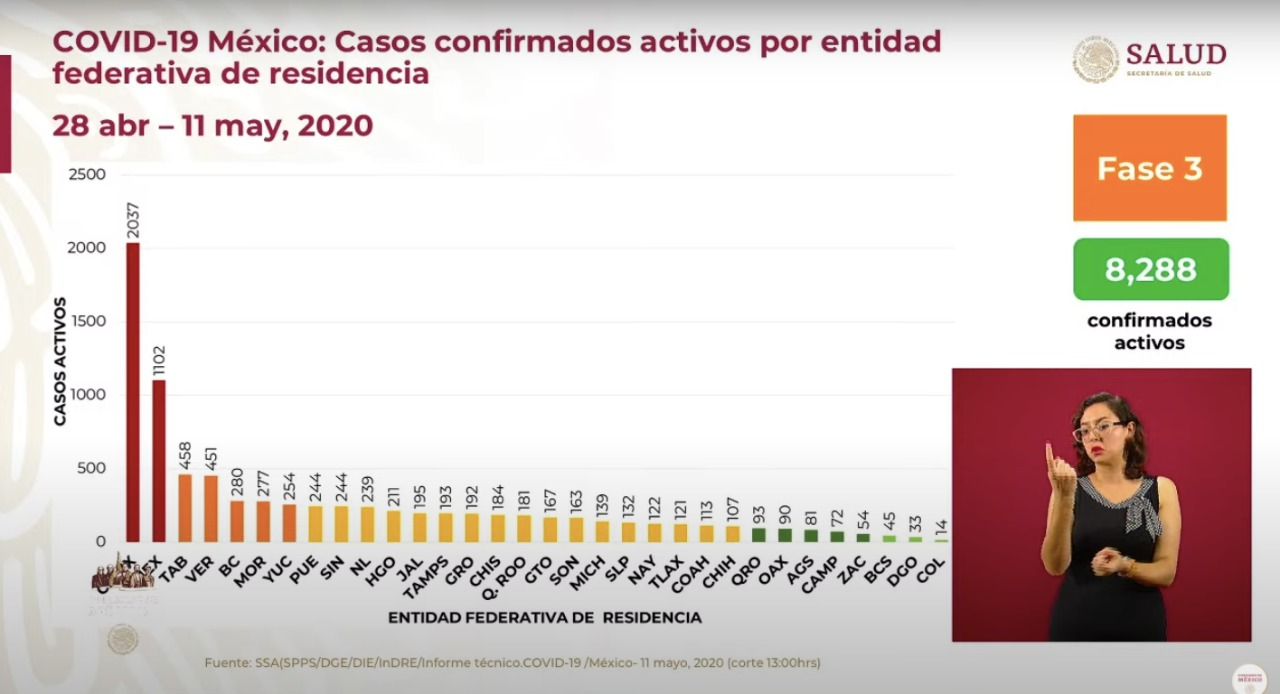 COVID-19 México: Casos confirmados activos por entidad
federativa de residencia
28 abr – 11 may, 2020
SALUD
SECRETARÍA DE SALUD
Fase 3
8,288
confirmados
activos
CASOS ACTIVOS
2500
2000
1500
1000
500
0
2037
1102
458
451
280
277
254
244
244
239
211
195
193
192
184
181
167
163
139
132
122
121
113
107
93
90
81
72
54
45
33
14
TAB
VER
BC
MOR
YUC
PUE
SIN
NL
HGO
JAL
TAMPS
GRO
CHIS
Q. ROO
GTO
SON
MICH
SLP
NAY
TLAX
COAH
CHIH
QRO
OAX
AGS
CAMP
ZAC
BCS
DGO
COL
ENTIDAD FEDERATIVA DE RESIDENCIA
Fuente: SSA(SPPS/DGE/DIE/InDRE/Informe técnico.COVID-19 /México- 11 mayo, 2020 (corte 13:00hrs)
MÉXICO